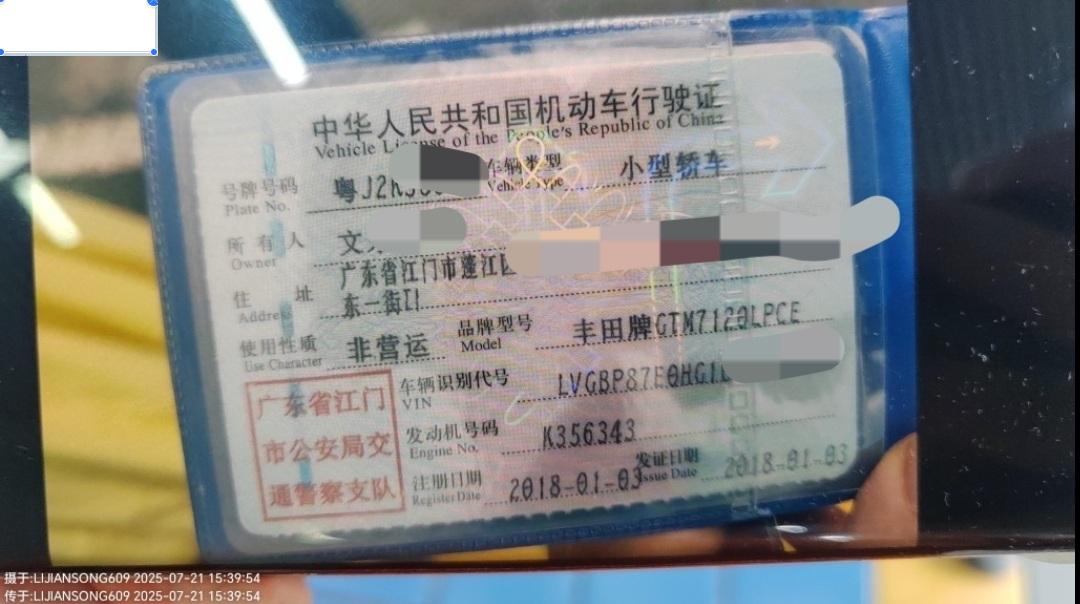 中华人民共和国机动车行驶证
Vehicle License of the People's Republic of China
号牌号码 粤J2 车辆类型 小型轿车
Plate No. Vehicle Type
所有人 文
Owner
住址 广东省江门市蓬江区
Address 东一街11
使用性质 非营运 品牌型号 丰田牌GTM7120LPCE
Use Character Model
广东省江门
市公安局交
通警察支队
车辆识别代号 LVGBP87E0HG1
VIN
发动机号码 K356343
Engine No.
注册日期 2018-01-03 发证日期 2018-01-03
Register Date Issue Date
摄于:LIJIANSONG609 2025-07-21 15:39:54
传于:LIJIANSONG609 2025-07-21 15:39:54